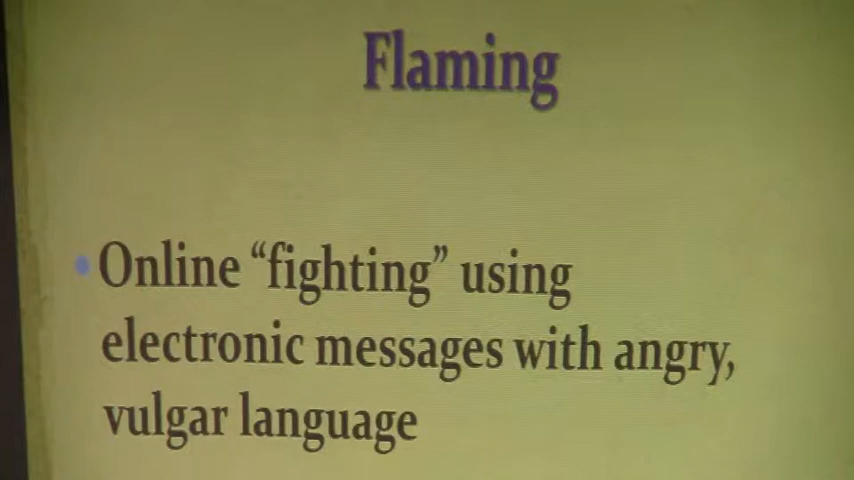 Flaming
• Online “fighting” using
electronic messages with angry,
vulgar language